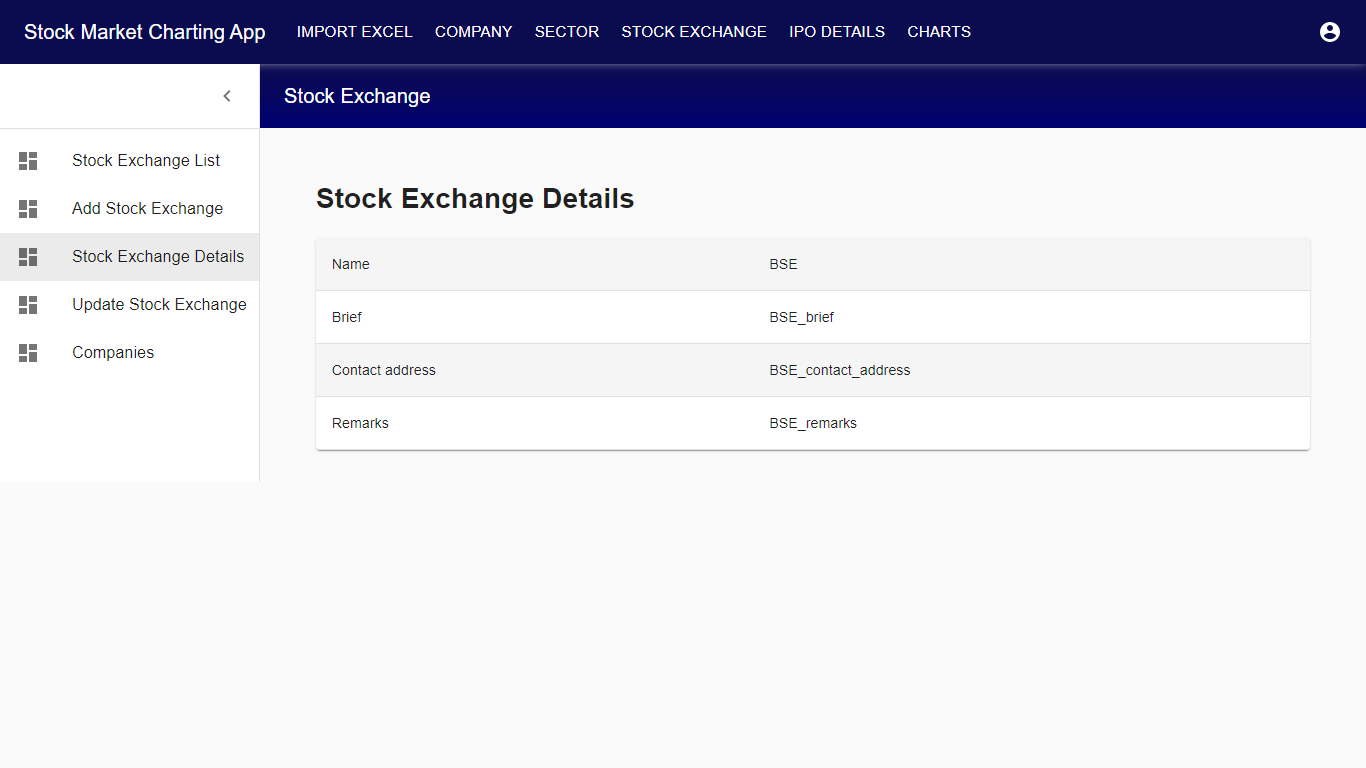 Stock Market Charting App IMPORT EXCEL COMPANY SECTOR STOCK EXCHANGE IPO DETAILS CHARTS
Stock Exchange
Stock Exchange List
Add Stock Exchange
Stock Exchange Details
Update Stock Exchange
Companies
Stock Exchange Details
Name BSE
Brief BSE_brief
Contact address BSE_contact_address
Remarks BSE_remarks